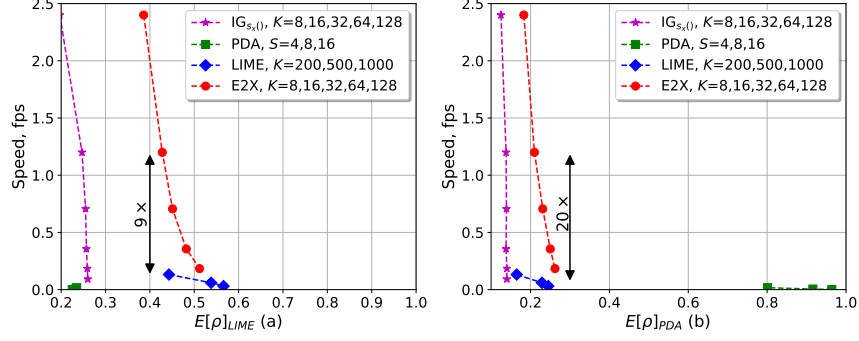 2.5
2.0
1.5
1.0
0.5
0.0
Speed, fps
0.2 0.3 0.4 0.5 0.6 0.7 0.8 0.9 1.0
E[ρ]LIME (a)
IGsx(), K=8,16,32,64,128
PDA, S=4,8,16
LIME, K=200,500,1000
E2X, K=8,16,32,64,128
9 ×
2.5
2.0
1.5
1.0
0.5
0.0
Speed, fps
0.2 0.4 0.6 0.8 1.0
E[ρ]PDA (b)
IGsx(), K=8,16,32,64,128
PDA, S=4,8,16
LIME, K=200,500,1000
E2X, K=8,16,32,64,128
20 ×